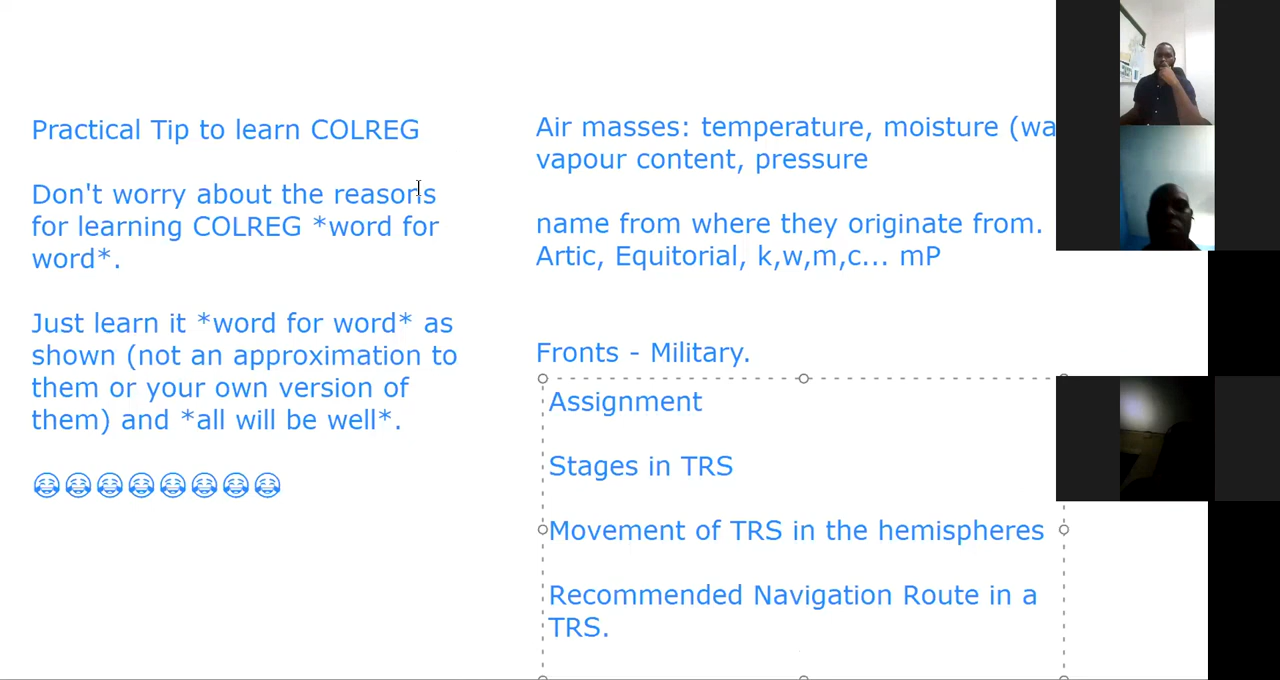 Practical Tip to learn COLREG
Don't worry about the reasons
for learning COLREG *word for
word*.
Just learn it *word for word* as
shown (not an approximation to
them or your own version of
them) and *all will be well*.
😂😂😂😂😂😂😂😂
Air masses: temperature, moisture (wa
vapour content, pressure
name from where they originate from.
Artic, Equitorial, k,w,m,c... mP
Fronts - Military.
Assignment
Stages in TRS
Movement of TRS in the hemispheres
Recommended Navigation Route in a
TRS.